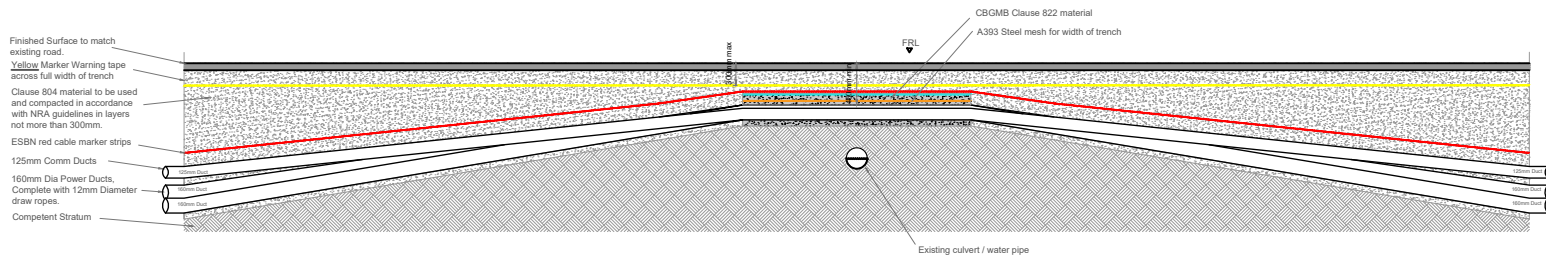 CBGMB Clause 822 material
A393 Steel mesh for width of trench
FRL
Finished Surface to match
existing road.
Yellow Marker Warning tape
across full width of trench
Clause 804 material to be used
and compacted in accordance
with NRA guidelines in layers
not more than 300mm.
ESBN red cable marker strips
125mm Comm Ducts
160mm Dia Power Ducts,
Complete with 12mm Diameter
draw ropes.
Competent Stratum
125mm Duct
160mm Duct
160mm Duct
125mm Duct
160mm Duct
160mm Duct
Existing culvert / water pipe